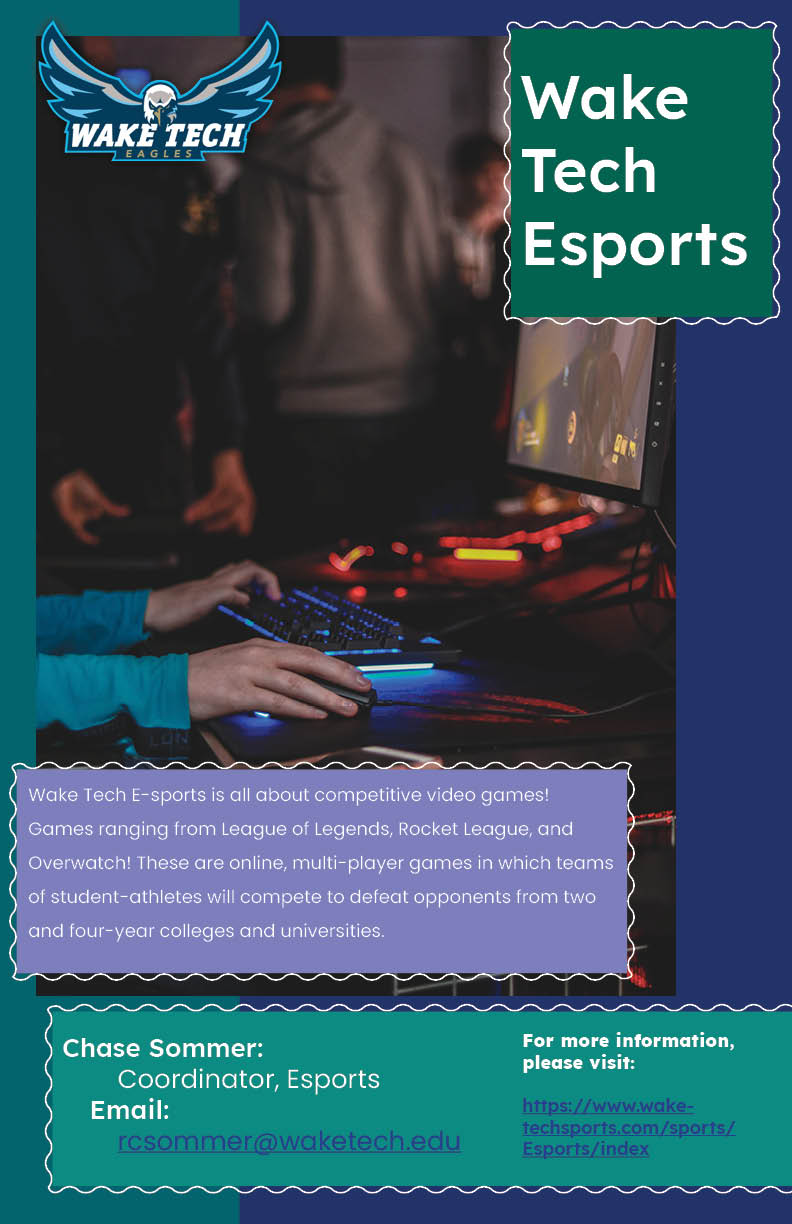 WAKE TECH
EAGLES
Wake
Tech
Esports
Wake Tech E-sports is all about competitive video games!
Games ranging from League of Legends, Rocket League, and
Overwatch! These are online, multi-player games in which teams
of student-athletes will compete to defeat opponents from two
and four-year colleges and universities.
Chase Sommer:
Coordinator, Esports
Email:
rcsommer@waketech.edu
For more information,
please visit:
https://www.wake-
techsports.com/sports/
Esports/index